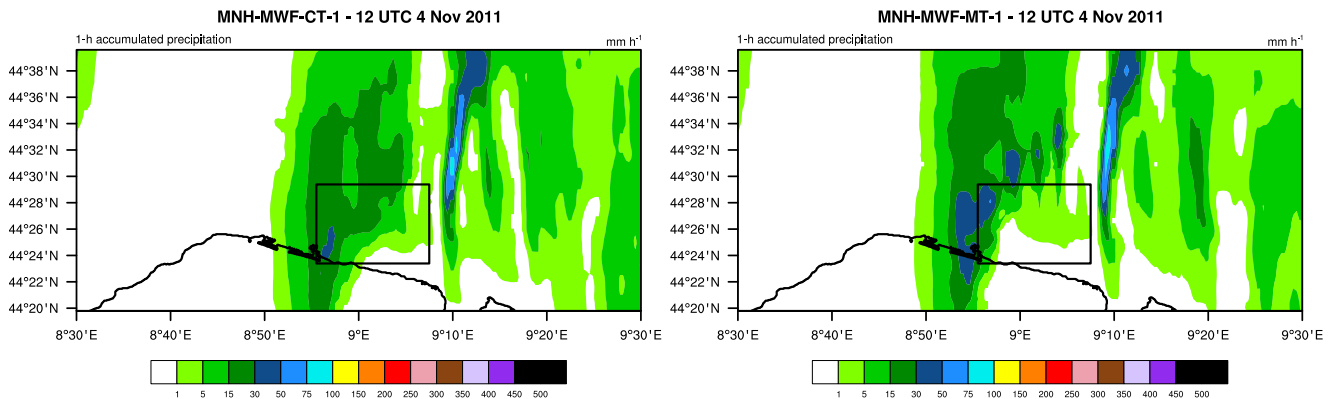 MNH-MWF-CT-1 - 12 UTC 4 Nov 2011
1-h accumulated precipitation
mm h⁻¹
44°38'N
44°36'N
44°34'N
44°32'N
44°30'N
44°28'N
44°26'N
44°24'N
44°22'N
44°20'N
8°30'E 8°40'E 8°50'E 9°E 9°10'E 9°20'E 9°30'E
1 5 15 30 50 75 100 150 200 250 300 350 400 450 500
MNH-MWF-MT-1 - 12 UTC 4 Nov 2011
1-h accumulated precipitation
mm h⁻¹
44°38'N
44°36'N
44°34'N
44°32'N
44°30'N
44°28'N
44°26'N
44°24'N
44°22'N
44°20'N
8°30'E 8°40'E 8°50'E 9°E 9°10'E 9°20'E 9°30'E
1 5 15 30 50 75 100 150 200 250 300 350 400 450 500